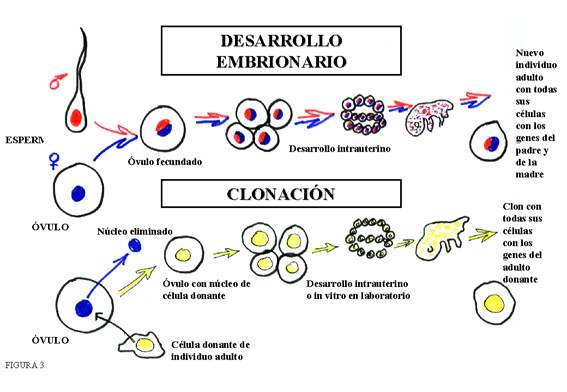 DESARROLLO
EMBRIONARIO
Nuevo
individuo
adulto
con todas
sus
células
con los
genes del
padre y
de la
madre
♂
ESPERM
♀
Óvulo fecundado
Desarrollo intrauterino
ÓVULO
CLONACIÓN
Clon con
todas sus
células
con los
genes del
adulto
donante
Núcleo eliminado
Óvulo con núcleo de
célula donante
Desarrollo intrauterino
o in vitro en laboratorio
ÓVULO
Célula donante de
individuo adulto
FIGURA 3